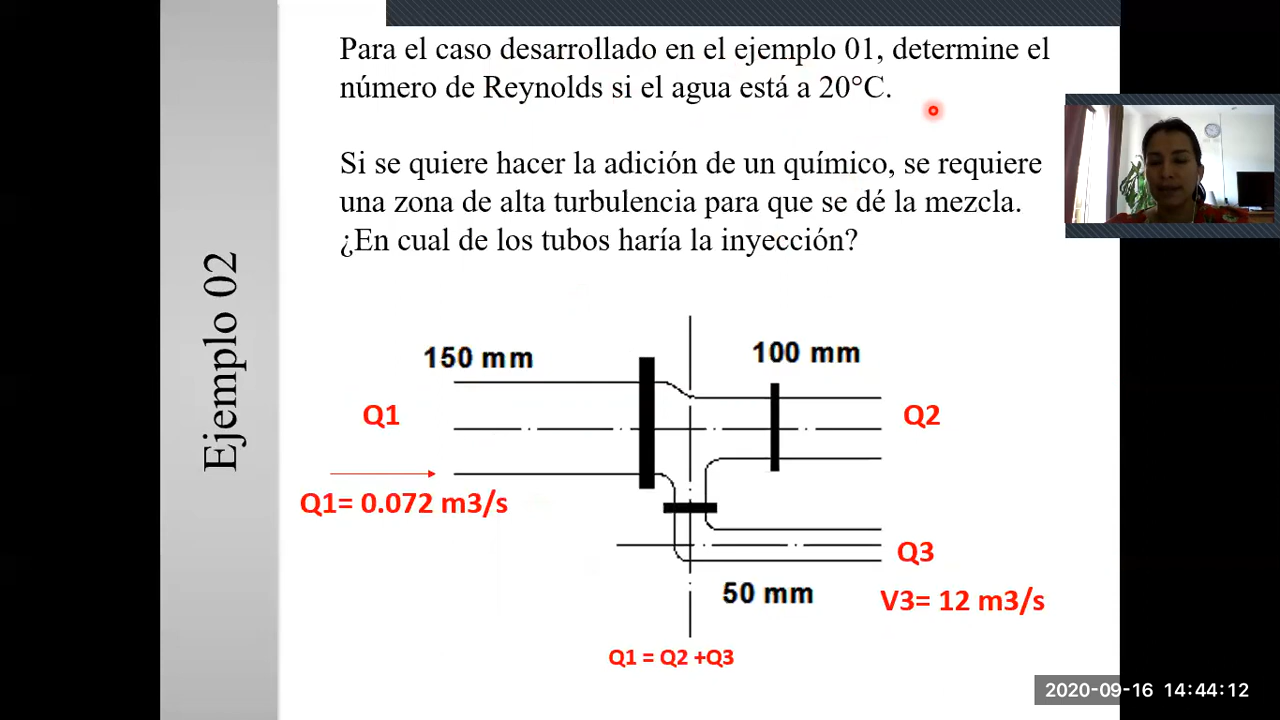 Para el caso desarrollado en el ejemplo 01, determine el
número de Reynolds si el agua está a 20°C.
Si se quiere hacer la adición de un químico, se requiere
una zona de alta turbulencia para que se dé la mezcla.
¿En cual de los tubos haría la inyección?
Ejemplo 02
150 mm
100 mm
Q1
Q2
Q1= 0.072 m3/s
Q3
50 mm
V3= 12 m3/s
Q1 = Q2 +Q3
2020-09-16 14:44:12